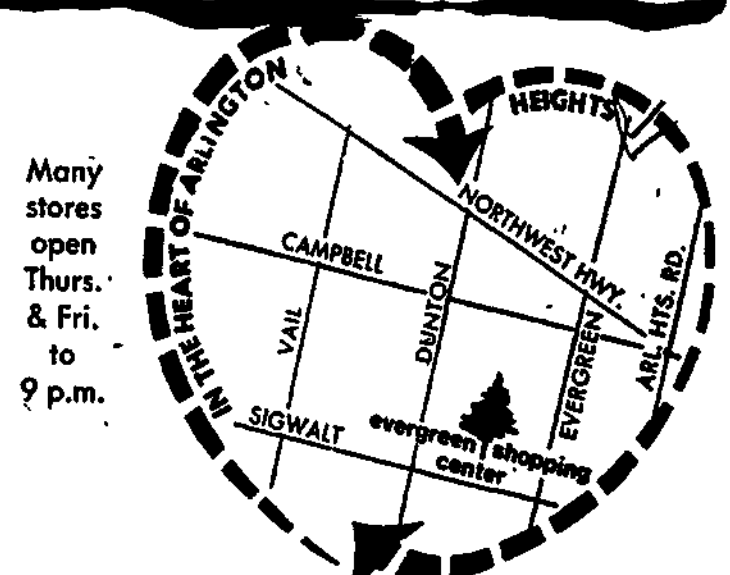 Many
stores
open
Thurs.
& Fri.
to
9 p.m.
IN THE HEART OF ARLINGTON
HEIGHTS
NORTHWEST HWY.
CAMPBELL
VAIL
DUNTON
EVERGREEN
ARL. HTS. RD.
SIGWALT
evergreen shopping
center